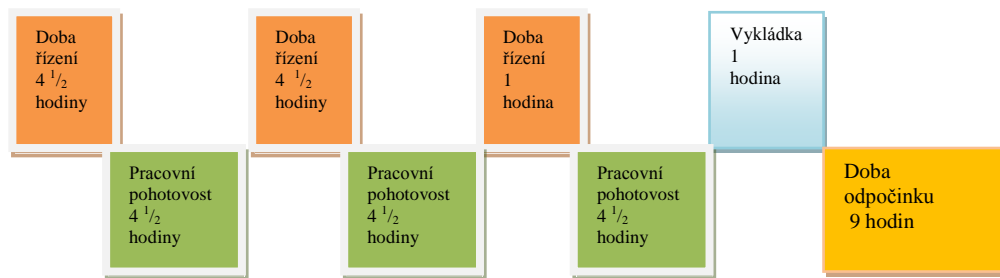 Doba
řízení
4 1/2
hodiny
Pracovní
pohotovost
4 1/2
hodiny
Doba
řízení
4 1/2
hodiny
Pracovní
pohotovost
4 1/2
hodiny
Doba
řízení
1
hodina
Pracovní
pohotovost
4 1/2
hodiny
Vykládka
1
hodina
Doba
odpočinku
9 hodin